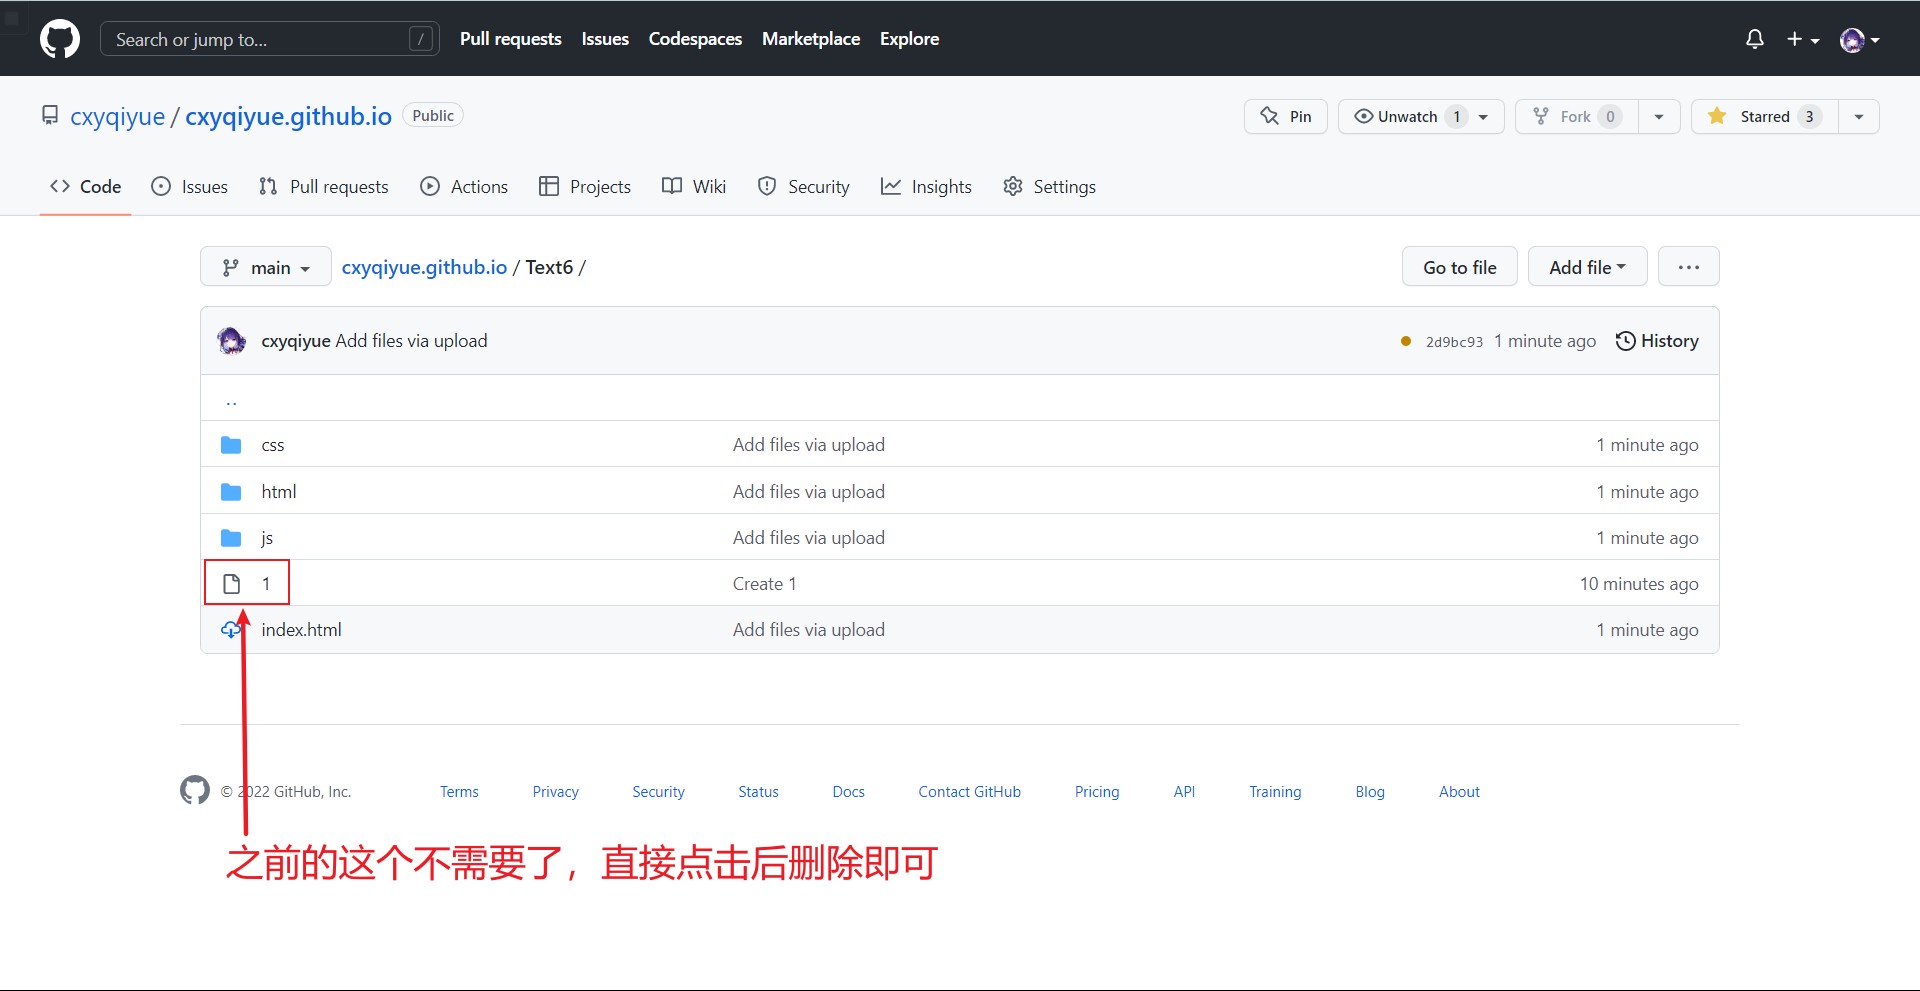 Search or jump to... / Pull requests Issues Codespaces Marketplace Explore
cxyqiyue / cxyqiyue.github.io Public Pin Unwatch 1 Fork 0 Starred 3
Code Issues Pull requests Actions Projects Wiki Security Insights Settings
main cxyqiyue.github.io / Text6 / Go to file Add file ...
cxyqiyue Add files via upload 2d9bc93 1 minute ago History
..
css Add files via upload 1 minute ago
html Add files via upload 1 minute ago
js Add files via upload 1 minute ago
1 Create 1 10 minutes ago
index.html Add files via upload 1 minute ago
© 2022 GitHub, Inc. Terms Privacy Security Status Docs Contact GitHub Pricing API Training Blog About
之前的这个不需要了，直接点击后删除即可